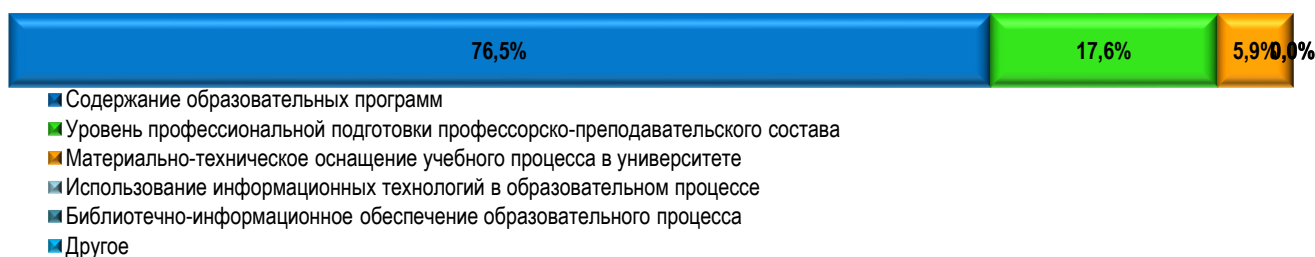 76,5% 17,6% 5,9% 0,0%
Содержание образовательных программ
Уровень профессиональной подготовки профессорско-преподавательского состава
Материально-техническое оснащение учебного процесса в университете
Использование информационных технологий в образовательном процессе
Библиотечно-информационное обеспечение образовательного процесса
Другое